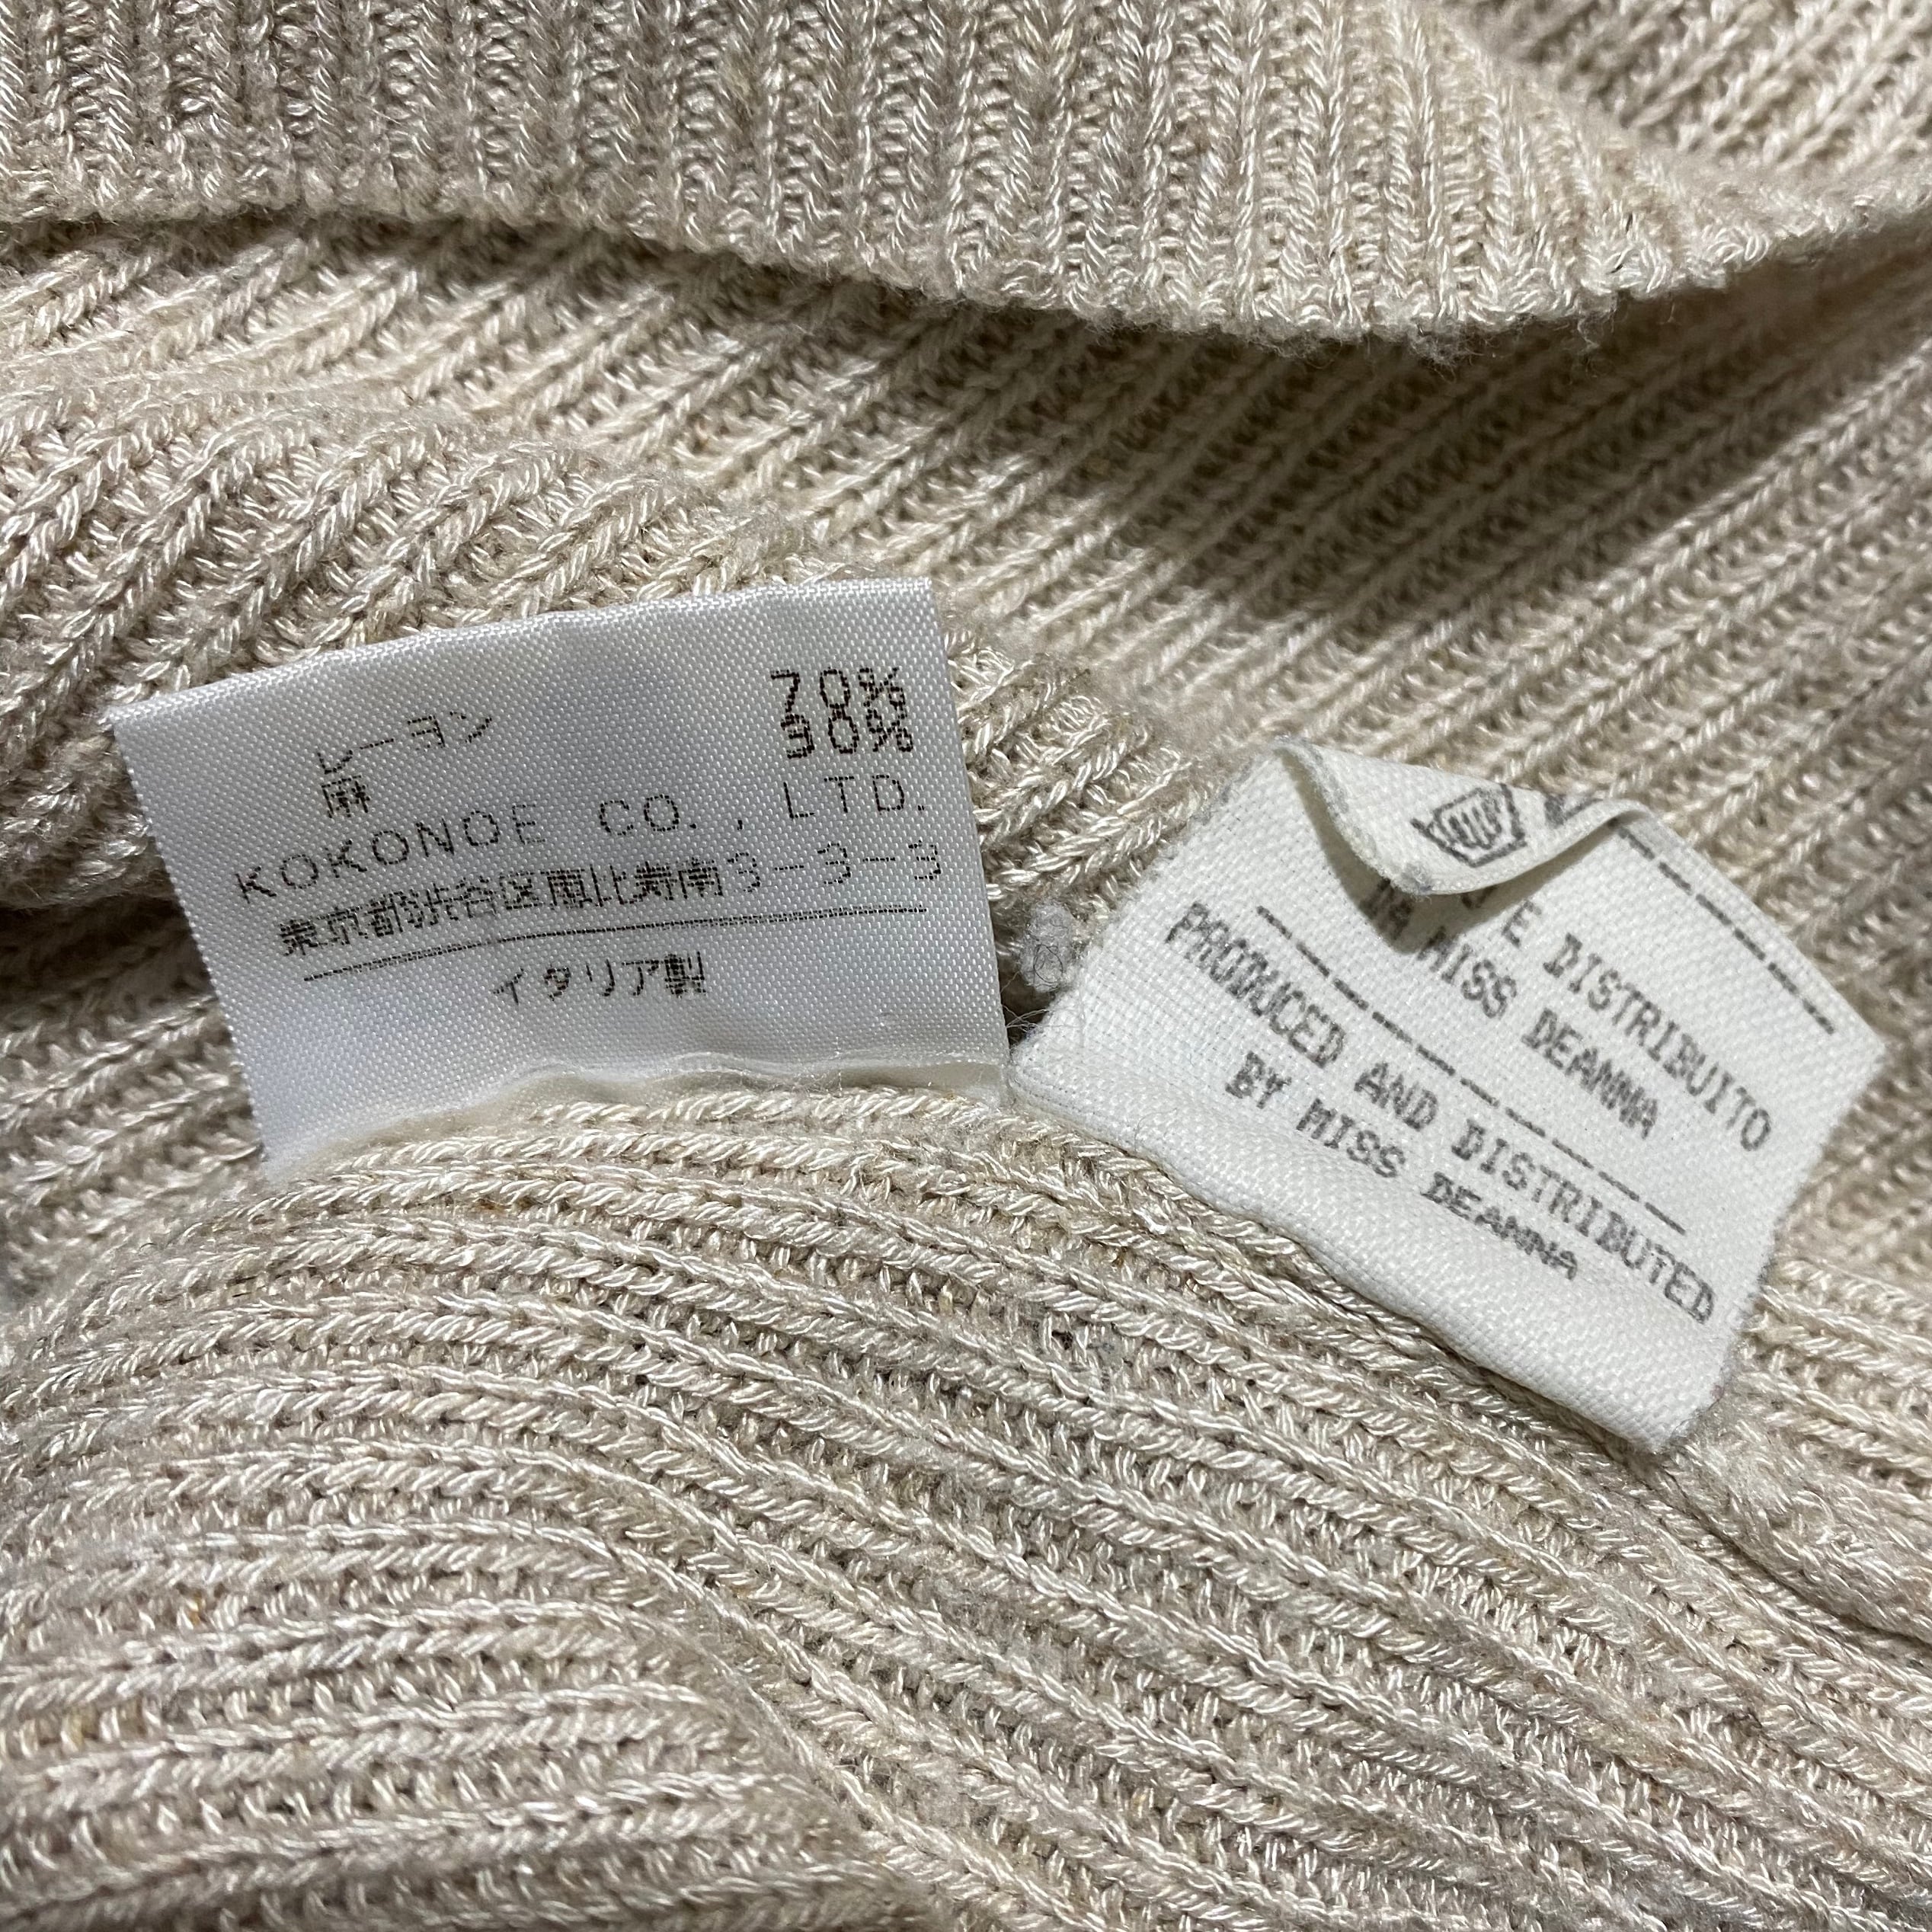 レーヨン 70%
麻 30%
KOKONOE CO., LTD.
東京都渋谷区恵比寿南3-3-3
イタリア製
E DISTRIBUITO
DA MISS DEANNA
PRODUCED AND DISTRIBUTED
BY MISS DEANNA